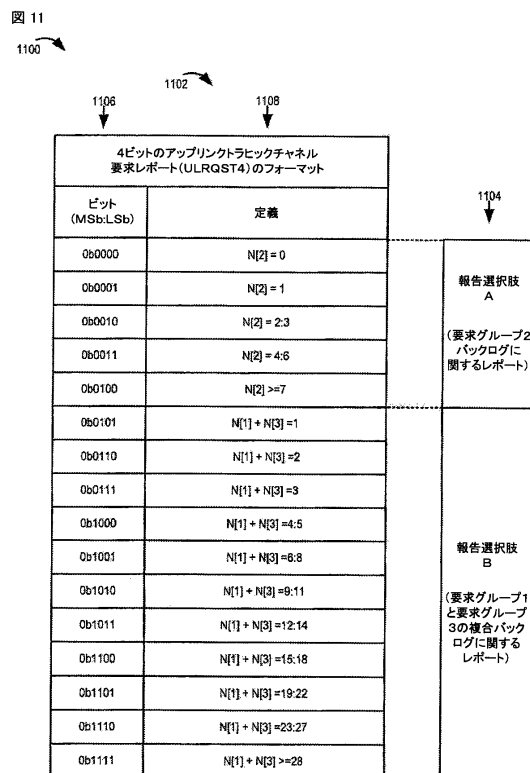 図 11
1100
1102
1106
1108
4ビットのアップリンクトラヒックチャネル
要求レポート(ULRQST4)のフォーマット
ビット
(MSb:LSb)
定義
1104
0b0000
N[2] = 0
0b0001
N[2] = 1
0b0010
N[2] = 2:3
0b0011
N[2] = 4:6
0b0100
N[2] >=7
報告選択肢
A
(要求グループ2
バックログに
関するレポート)
0b0101
N[1] + N[3] =1
0b0110
N[1] + N[3] =2
0b0111
N[1] + N[3] =3
0b1000
N[1] + N[3] =4:5
0b1001
N[1] + N[3] =6:8
0b1010
N[1] + N[3] =9:11
0b1011
N[1] + N[3] =12:14
0b1100
N[1] + N[3] =15:18
0b1101
N[1] + N[3] =19:22
0b1110
N[1] + N[3] =23:27
0b1111
N[1] + N[3] >=28
報告選択肢
B
(要求グループ1
と要求グループ
3の複合バック
ログに関する
レポート)